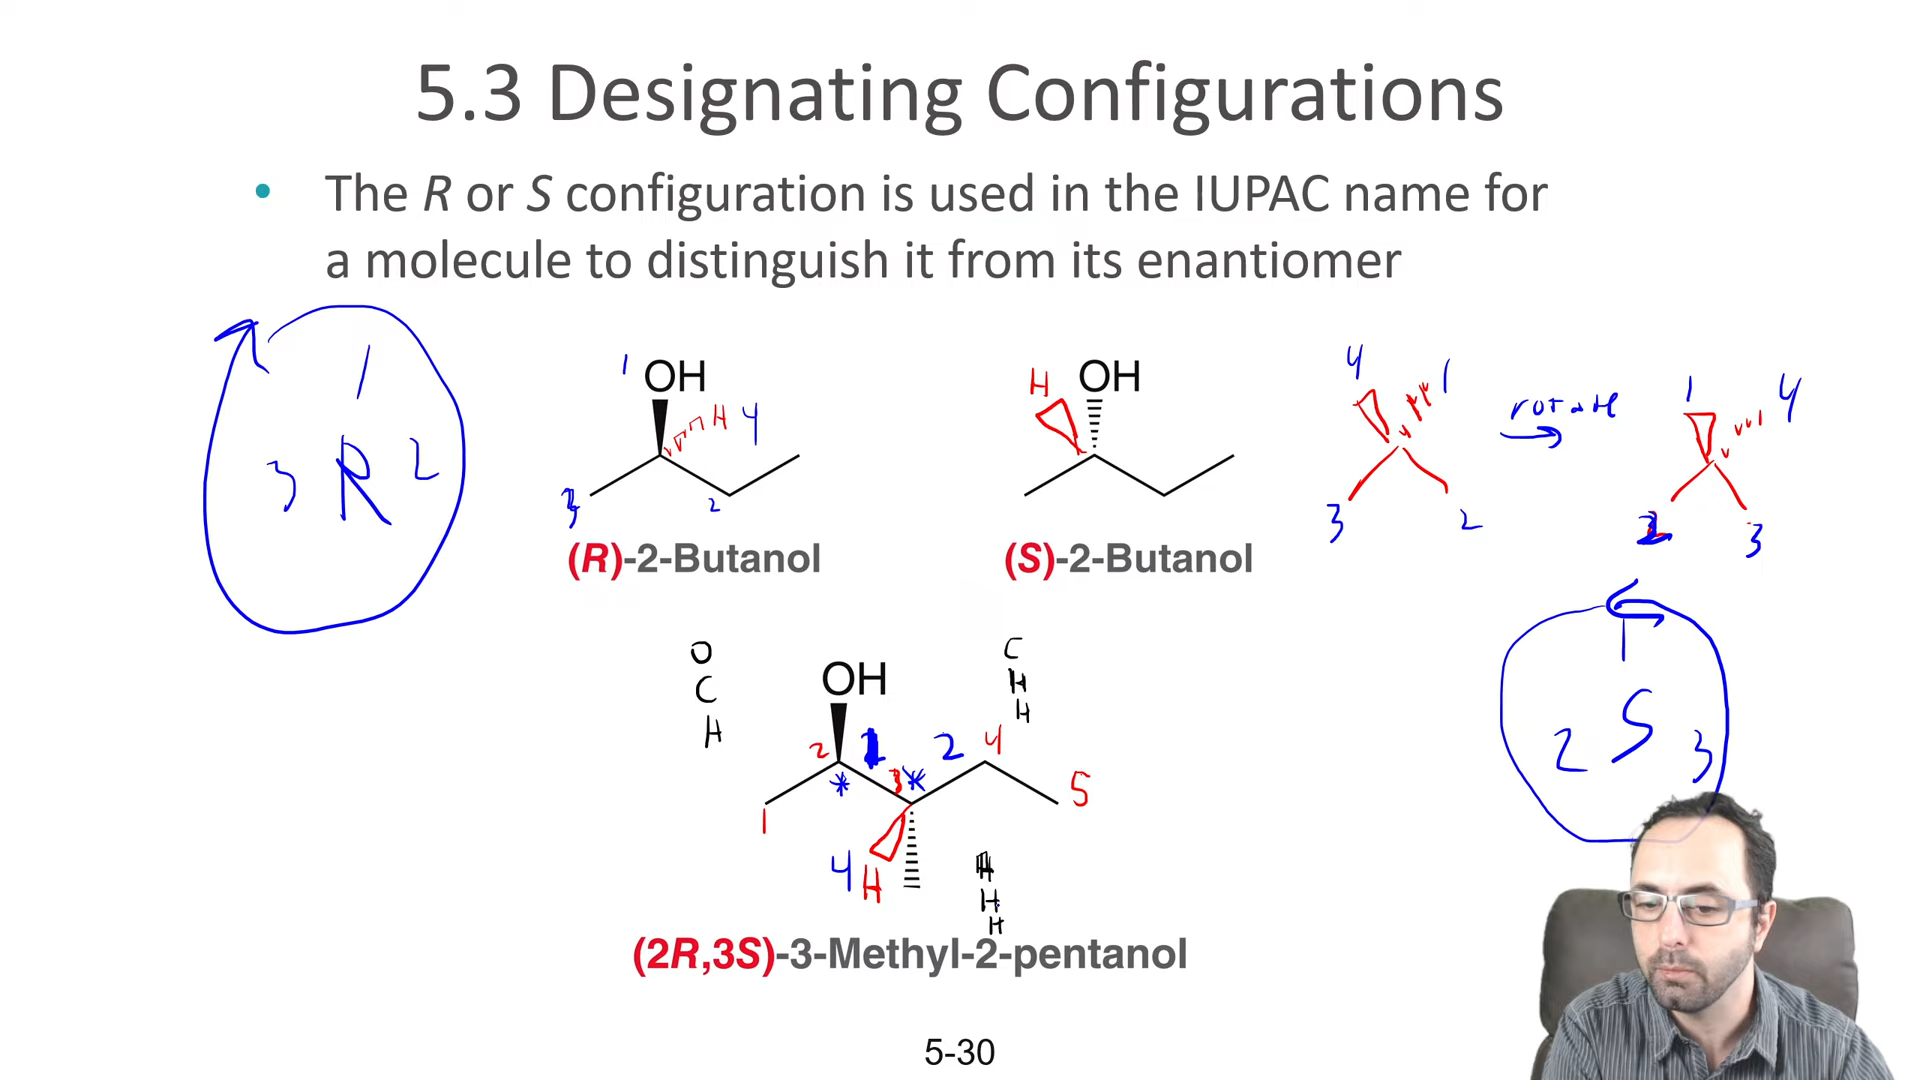 5.3 Designating Configurations
• The R or S configuration is used in the IUPAC name for
a molecule to distinguish it from its enantiomer
1
3 R 2
1 OH
H 4
3 2
(R)-2-Butanol
H OH
(S)-2-Butanol
4 1
3 2
rotate
1 4
2 3
1
2 S 3
O
C
H
C
H
H
OH
2 1 3 2 4
1 5
4 H
H
H
H
(2R,3S)-3-Methyl-2-pentanol
5-30